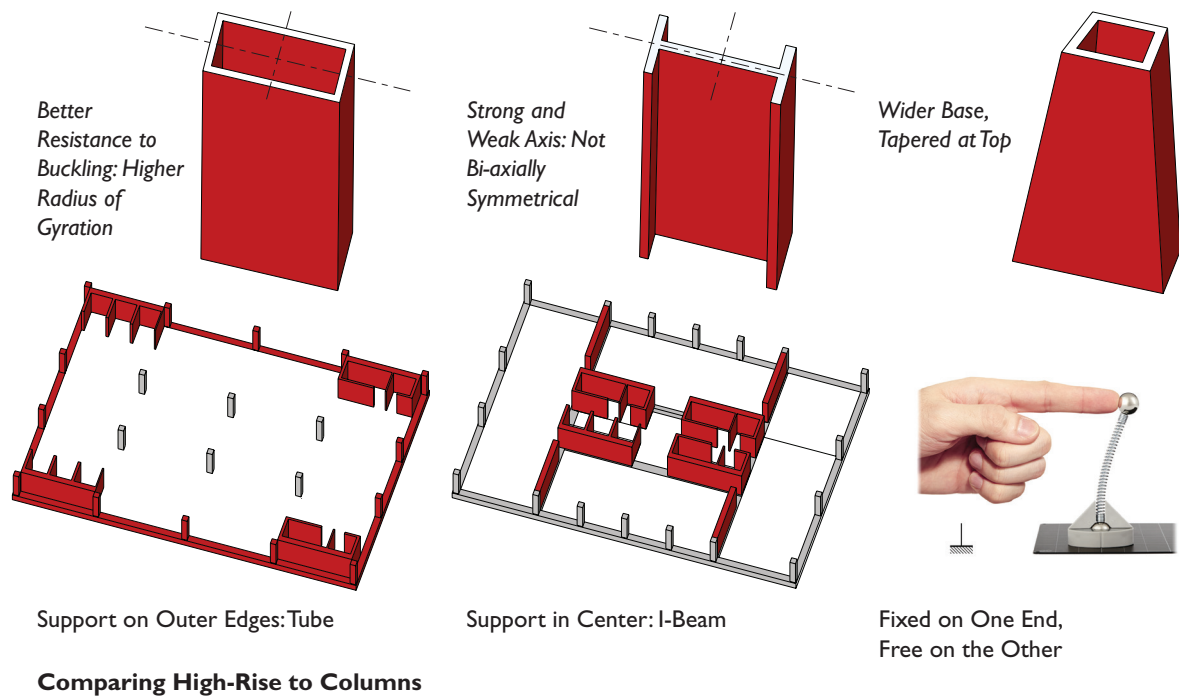 Better
Resistance to
Buckling: Higher
Radius of
Gyration
Strong and
Weak Axis: Not
Bi-axially
Symmetrical
Wider Base,
Tapered at Top
Support on Outer Edges: Tube
Support in Center: I-Beam
Fixed on One End,
Free on the Other
Comparing High-Rise to Columns